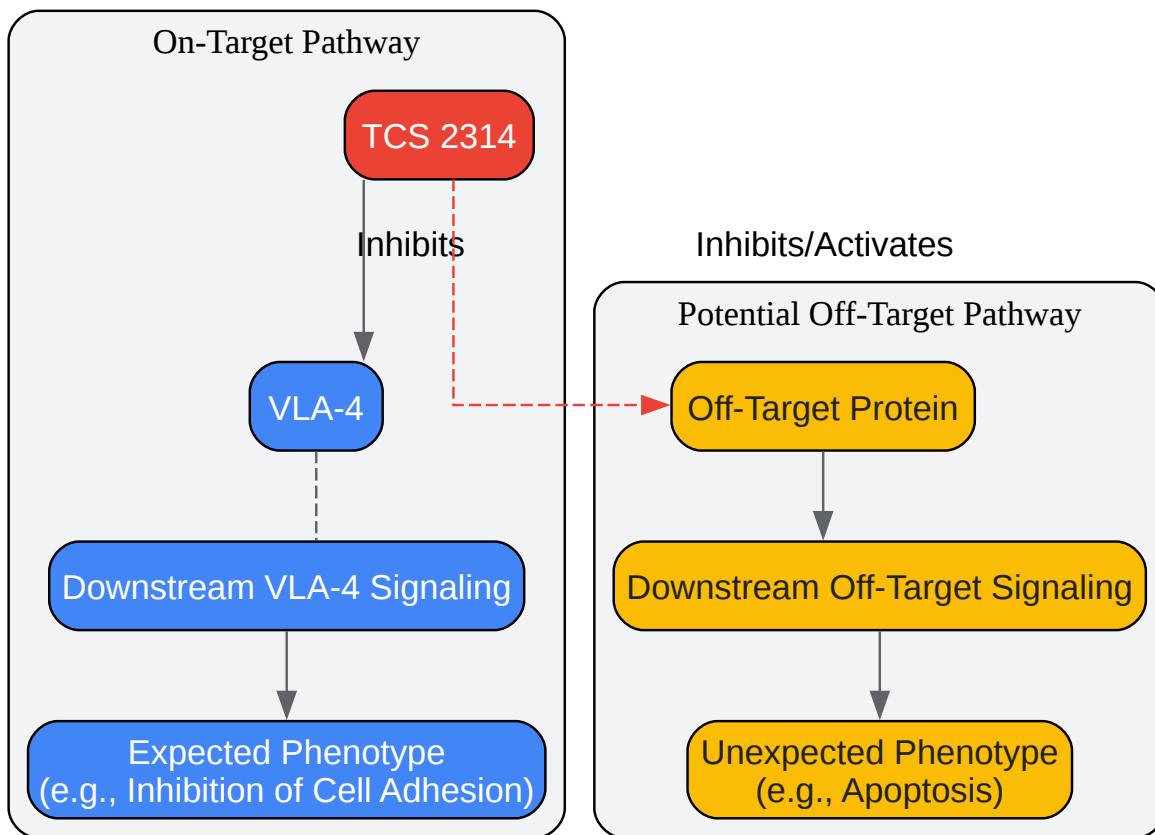 On-Target Pathway
TCS 2314
Inhibits
VLA-4
Downstream VLA-4 Signaling
Expected Phenotype
(e.g., Inhibition of Cell Adhesion)
Inhibits/Activates
Potential Off-Target Pathway
Off-Target Protein
Downstream Off-Target Signaling
Unexpected Phenotype
(e.g., Apoptosis)